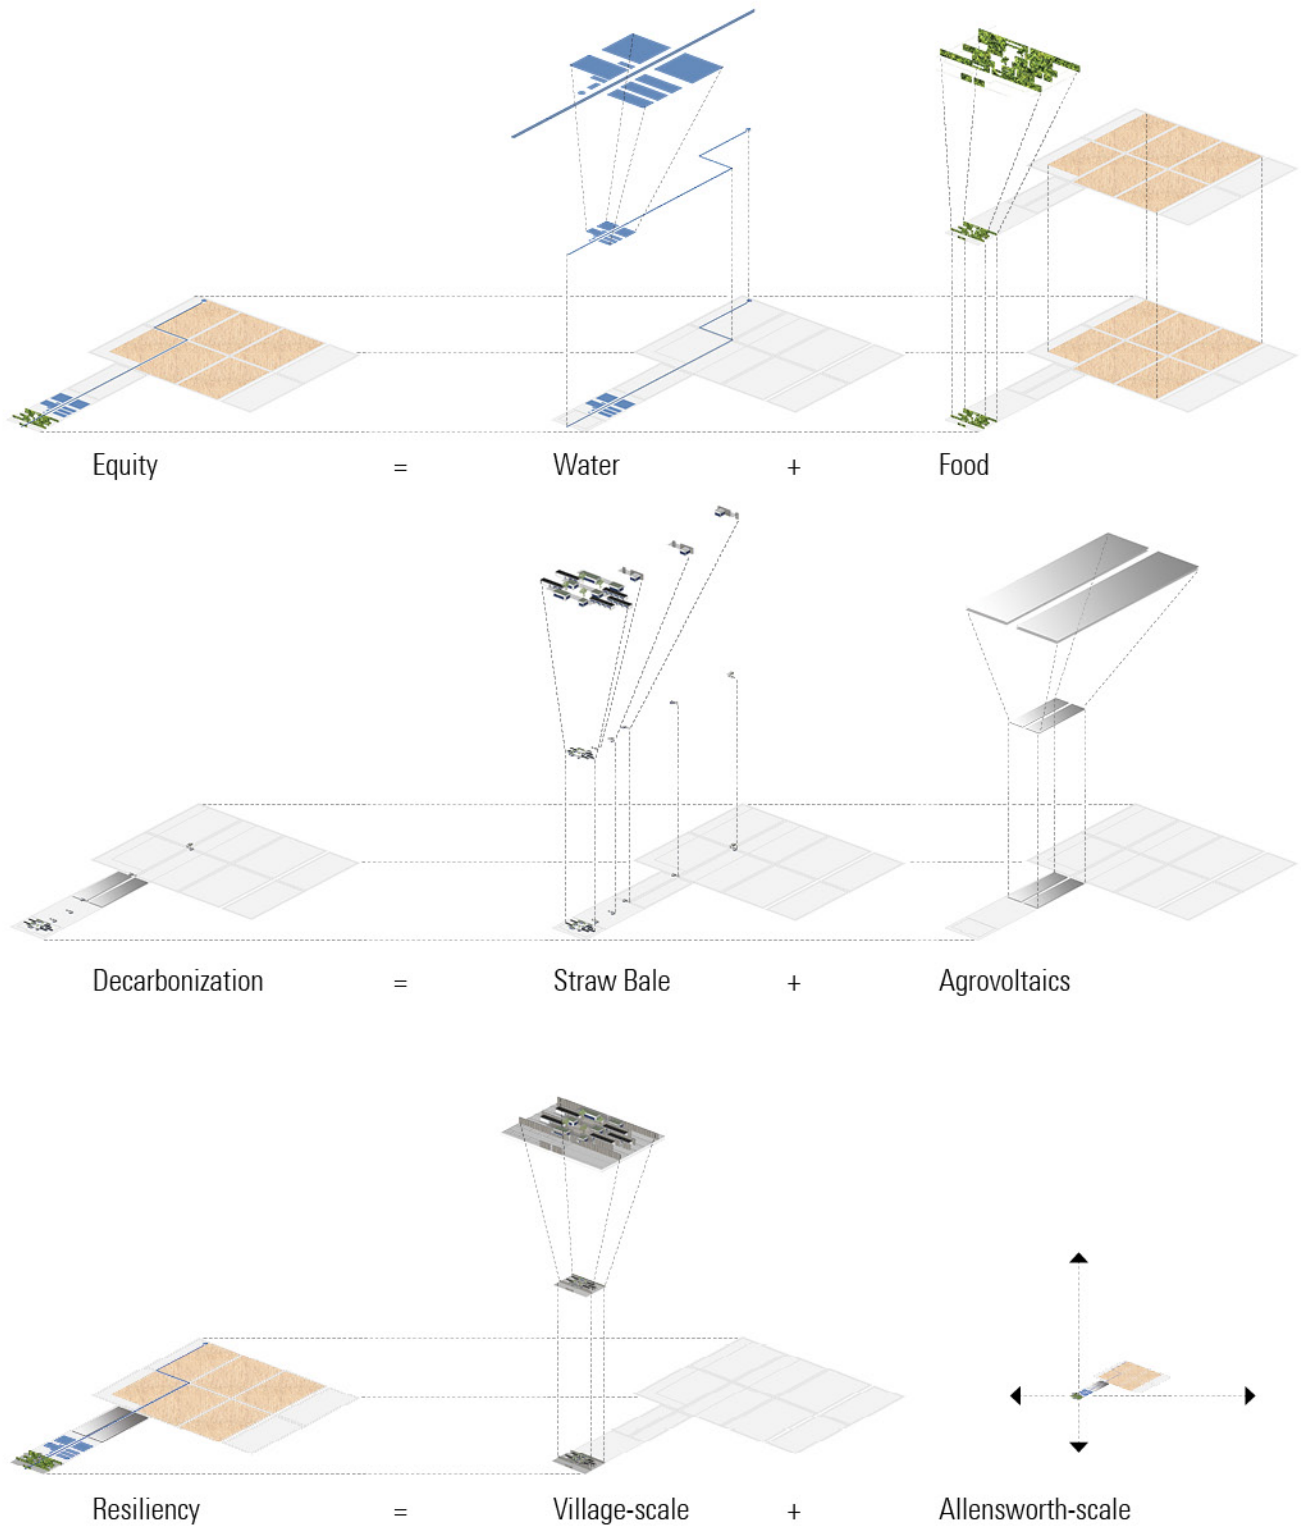 Equity = Water + Food
Decarbonization = Straw Bale + Agrovoltaics
Resiliency = Village-scale + Allensworth-scale